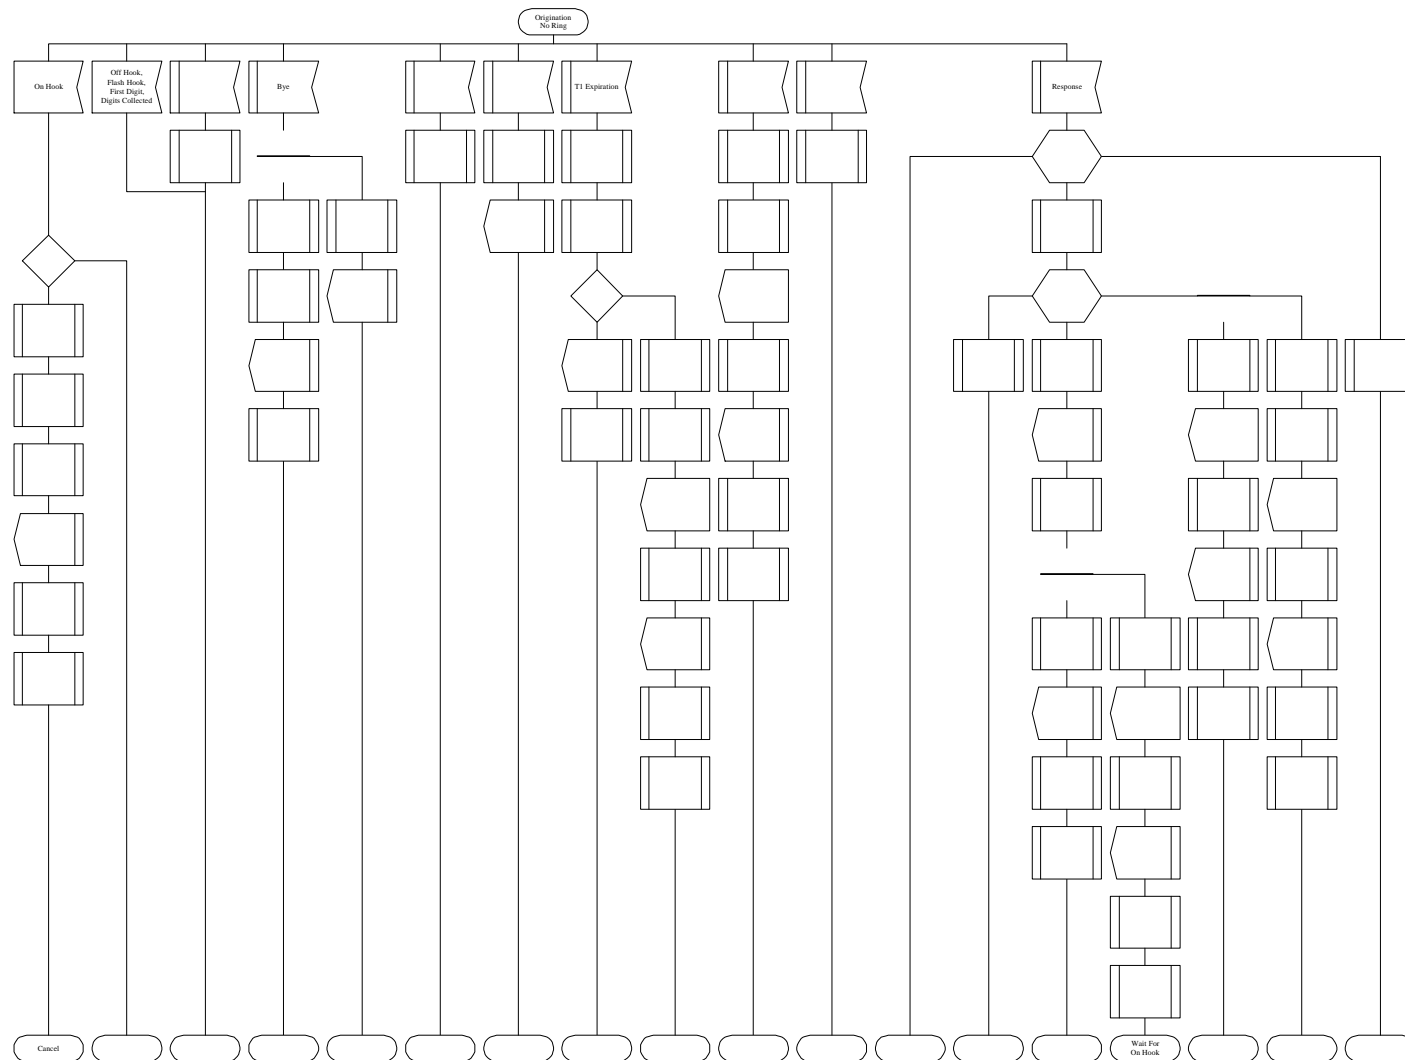 Origination
No Ring
On Hook
Off Hook,
Flash Hook,
First Digit,
Digits Collected
Bye
T1 Expiration
Response
Cancel
Wait For
On Hook